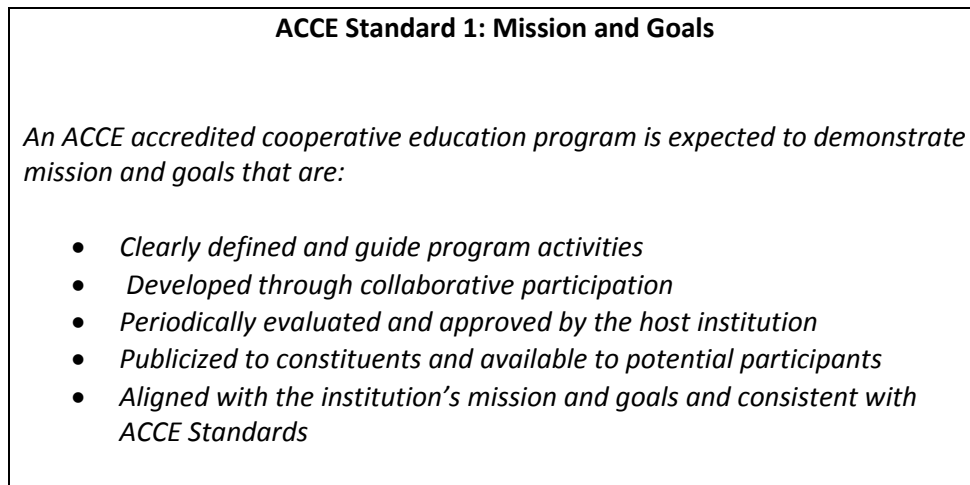 ACCE Standard 1: Mission and Goals
An ACCE accredited cooperative education program is expected to demonstrate
mission and goals that are:
• Clearly defined and guide program activities
• Developed through collaborative participation
• Periodically evaluated and approved by the host institution
• Publicized to constituents and available to potential participants
• Aligned with the institution's mission and goals and consistent with
ACCE Standards